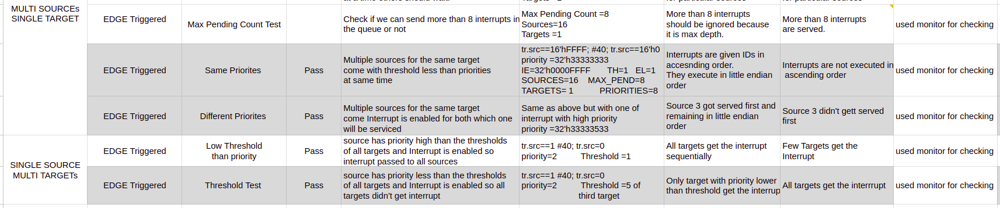 MULTI SOURCEs
SINGLE TARGET
EDGE Triggered
Max Pending Count Test
Check if we can send more than 8 interrupts in
the queue or not
Max Pending Count =8
Sources=16
Targets =1
More than 8 interrupts
should be ignored because
it is max depth.
More than 8 interrupts
are served.
used monitor for checking
EDGE Triggered
Same Priorites
Pass
Multiple sources for the same target
come with threshold less than priorities
at same time
tr.src==16'hFFFF; #40; tr.src==16'h0
priority =32'h33333333
IE=32'h0000FFFF TH=1 EL=1
SOURCES=16 MAX_PEND=8
TARGETS= 1 PRIORITIES=8
Interrupts are given IDs in
accesnding order.
They execute in little endian
order
Interrupts are not executed in
ascending order
used monitor for checking
EDGE Triggered
Different Priorites
Pass
Multiple sources for the same target
come Interrupt is enabled for both which one
will be serviced
Same as above but with one of
interrupt with high priority
priority =32'h33333533
Source 3 got served first and
remaining in little endian
order
Source 3 didn't gett served
first
used monitor for checking
SINGLE SOURCE
MULTI TARGETs
EDGE Triggered
Low Threshold
than priority
Pass
source has priority high than the thresholds
of all targets and Interrupt is enabled so
interrupt passed to all sources
tr.src==1 #40; tr.src=0
priority=2 Threshold =1
All targets get the interrupt
sequentially
Few Targets get the
Interrupt
used monitor for checking
EDGE Triggered
Threshold Test
Pass
source has priority less than the thresholds
of all targets and Interrupt is enabled so all
targets didn't get interrupt
tr.src==1 #40; tr.src=0
priority=2 Threshold =5 of
third target
Only target with priority lower
than threshold get the interrup
All targets get the interrrupt
used monitor for checking